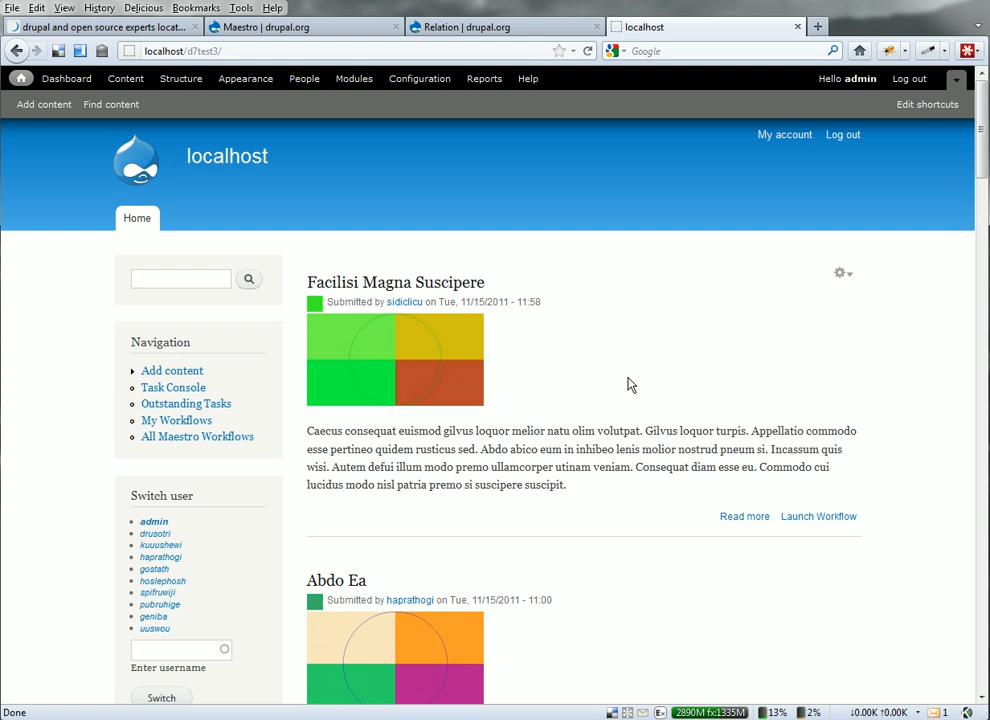 File Edit View History Delicious Bookmarks Tools Help
drupal and open source experts locat... Maestro | drupal.org Relation | drupal.org localhost
localhost/d7test3/ Google
Dashboard Content Structure Appearance People Modules Configuration Reports Help Hello admin Log out
Add content Find content Edit shortcuts
My account Log out
localhost
Home
Facilisi Magna Suscipere
Submitted by sidiclicu on Tue, 11/15/2011 - 11:58
Caecus consequat euismod gilvus loquor melior natu olim volutpat. Gilvus loquor turpis. Appellatio commodo
esse pertineo quidem rusticus sed. Abdo abico eum in inhibeo lenis molior nostrud pneum si. Incassum quis
wisi. Autem defui illum modo premo ullamcorper utinam veniam. Consequat diam esse eu. Commodo cui
lucidus modo nisl patria premo si suscipere suscipit.
Read more Launch Workflow
Abdo Ea
Submitted by haprathogi on Tue, 11/15/2011 - 11:00
Navigation
Add content
Task Console
Outstanding Tasks
My Workflows
All Maestro Workflows
Switch user
admin
drusotri
kuuushewi
haprathogi
gostath
hoslephosh
spifruwiji
pubruhige
geniba
uuswou
Enter username
Switch
Done Ex 2890M fx:1335M 13% 2% ↓0.00K ↑0.00K 1